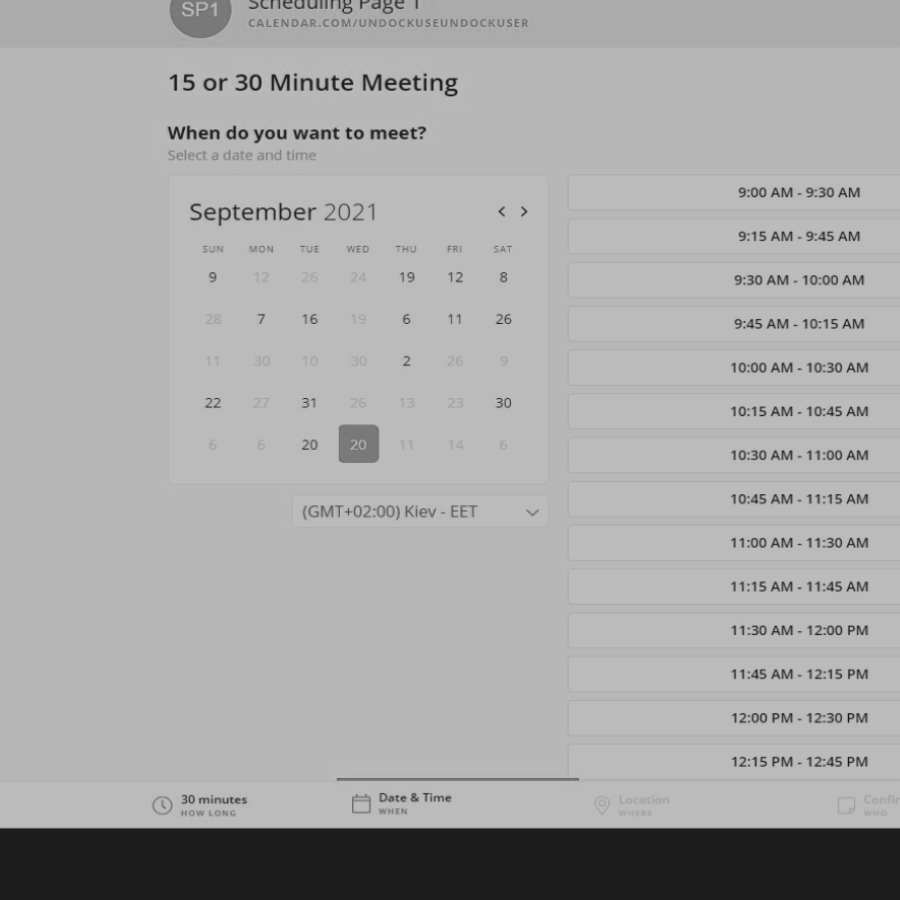 SP1
Scheduling Page 1
CALENDAR.COM/UNDOCKUSEUNDOCKUSER
15 or 30 Minute Meeting
When do you want to meet?
Select a date and time
September 2021
SUN MON TUE WED THU FRI SAT
9 12 26 24 19 12 8
28 7 16 19 6 11 26
11 30 10 30 2 26 9
22 27 31 26 13 23 30
6 6 20 20 11 14 6
(GMT+02:00) Kiev - EET
9:00 AM - 9:30 AM
9:15 AM - 9:45 AM
9:30 AM - 10:00 AM
9:45 AM - 10:15 AM
10:00 AM - 10:30 AM
10:15 AM - 10:45 AM
10:30 AM - 11:00 AM
10:45 AM - 11:15 AM
11:00 AM - 11:30 AM
11:15 AM - 11:45 AM
11:30 AM - 12:00 PM
11:45 AM - 12:15 PM
12:00 PM - 12:30 PM
12:15 PM - 12:45 PM
30 minutes
HOW LONG
Date & Time
WHEN
Location
WHERE
Confir
WHO